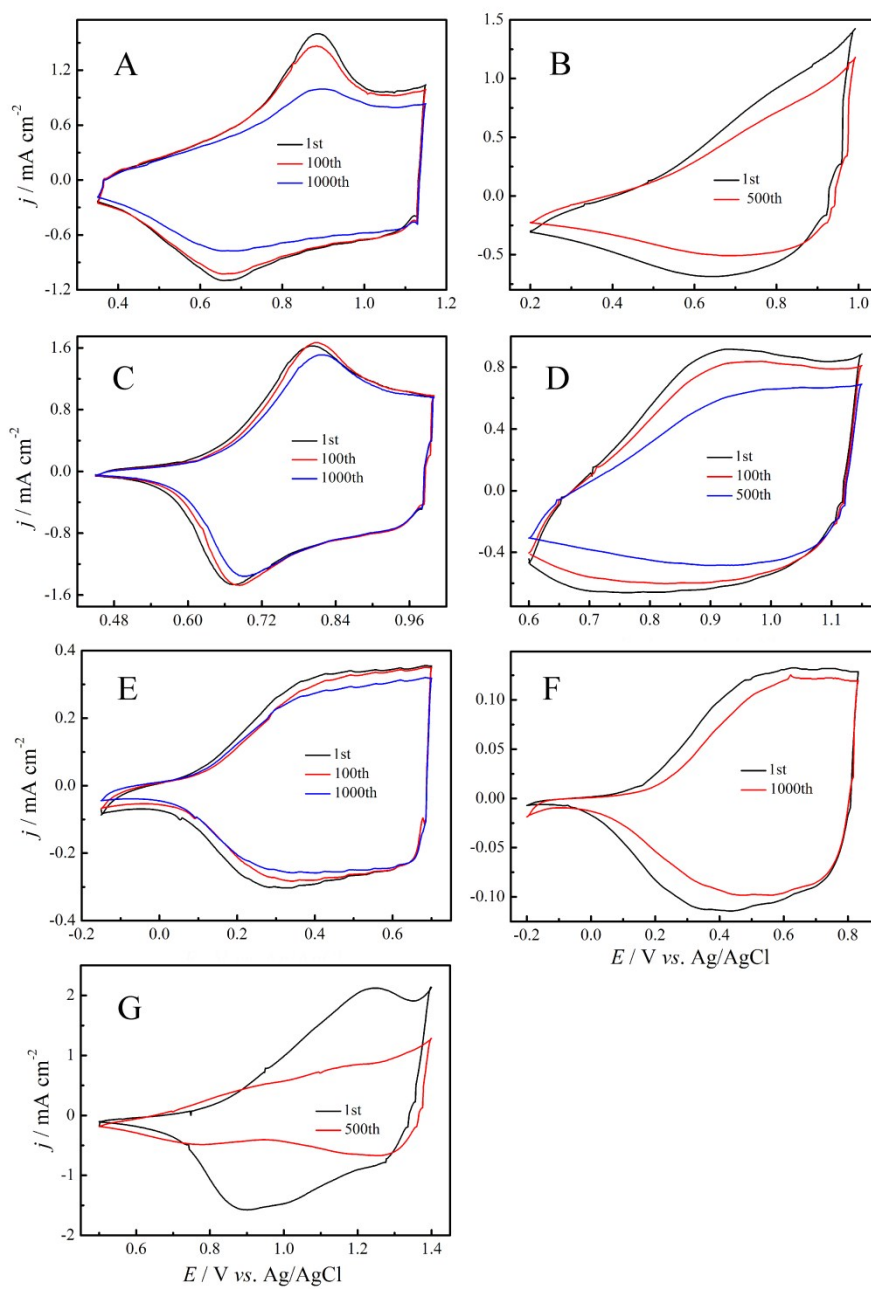 A
j / mA cm-2
1.2
0.6
0.0
-0.6
-1.2
1st
100th
1000th
0.4 0.6 0.8 1.0 1.2
B
1.5
1.0
0.5
0.0
-0.5
1st
500th
0.2 0.4 0.6 0.8 1.0
C
j / mA cm-2
1.6
0.8
0.0
-0.8
-1.6
1st
100th
1000th
0.48 0.60 0.72 0.84 0.96
D
0.8
0.4
0.0
-0.4
1st
100th
500th
0.6 0.7 0.8 0.9 1.0 1.1
E
j / mA cm-2
0.4
0.2
0.0
-0.2
-0.4
1st
100th
1000th
0.0 0.2 0.4 0.6
F
0.10
0.05
0.00
-0.05
-0.10
1st
1000th
-0.2 0.0 0.2 0.4 0.6 0.8
E / V vs. Ag/AgCl
G
j / mA cm-2
2
1
0
-1
-2
1st
500th
0.6 0.8 1.0 1.2 1.4
E / V vs. Ag/AgCl